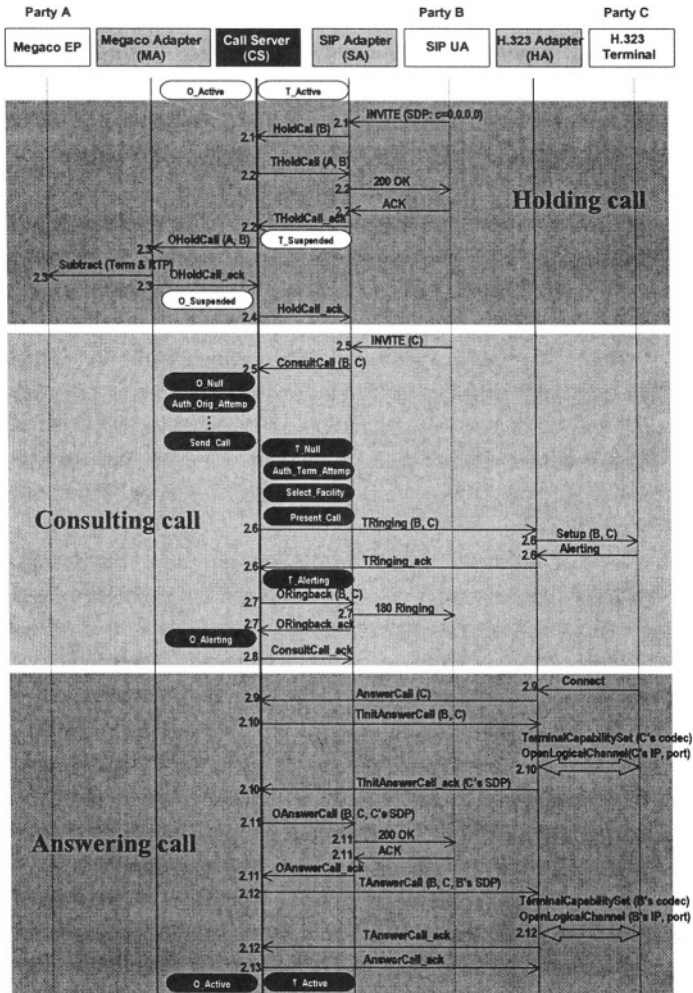 Party A Party B Party C
Megaco EP Megaco Adapter (MA) Call Server (CS) SIP Adapter (SA) SIP UA H.323 Adapter (HA) H.323 Terminal
O_Active T_Active
2.1 INVITE (SDP: c=0.0.0.0)
2.1 HoldCal (B)
2.2 THoldCall (A, B)
2.2 200 OK
Holding call
2.2 ACK
2.2 THoldCall_ack
T_Suspended
2.3 OHoldCall (A, B)
2.3 Subtract (Term & RTP)
2.3 OHoldCall_ack
O_Suspended
2.4 HoldCall_ack
2.5 INVITE (C)
2.5 ConsultCall (B, C)
O_Null
Auth_Orig_Attemp
Send_Call
T_Null
Auth_Term_Attemp
Select_Facility
Present_Call
Consulting call
2.6 TRinging (B, C)
2.6 Setup (B, C)
2.6 Alerting
2.6 TRinging_ack
T_Alerting
2.7 ORingback (B, C)
2.7 180 Ringing
2.7 ORingback_ack
O_Alerting
2.8 ConsultCall_ack
2.9 Connect
2.9 AnswerCall (C)
2.10 TInitAnswerCall (B, C)
TerminalCapabilitySet (C's codec)
OpenLogicalChannel(C's IP, port)
2.10
2.10 TInitAnswerCall_ack (C's SDP)
2.11 OAnswerCall (B, C, C's SDP)
2.11 200 OK
Answering call
2.11 ACK
2.11 OAnswerCall_ack
2.12 TAnswerCall (B, C, B's SDP)
TerminalCapabilitySet (B's codec)
OpenLogicalChannel (B's IP, port)
2.12
2.12 TAnswerCall_ack
2.13 AnswerCall_ack
O_Active T_Active